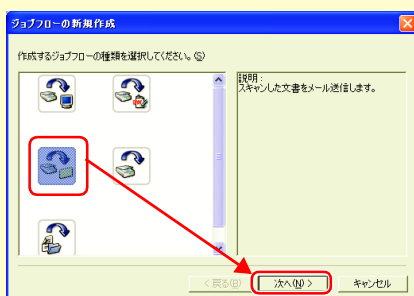 ジョブフローの新規作成
作成するジョブフローの種類を選択してください。(S)
説明:
スキャンした文書をメール送信します。
< 戻る(B)
次へ(N) >
キャンセル